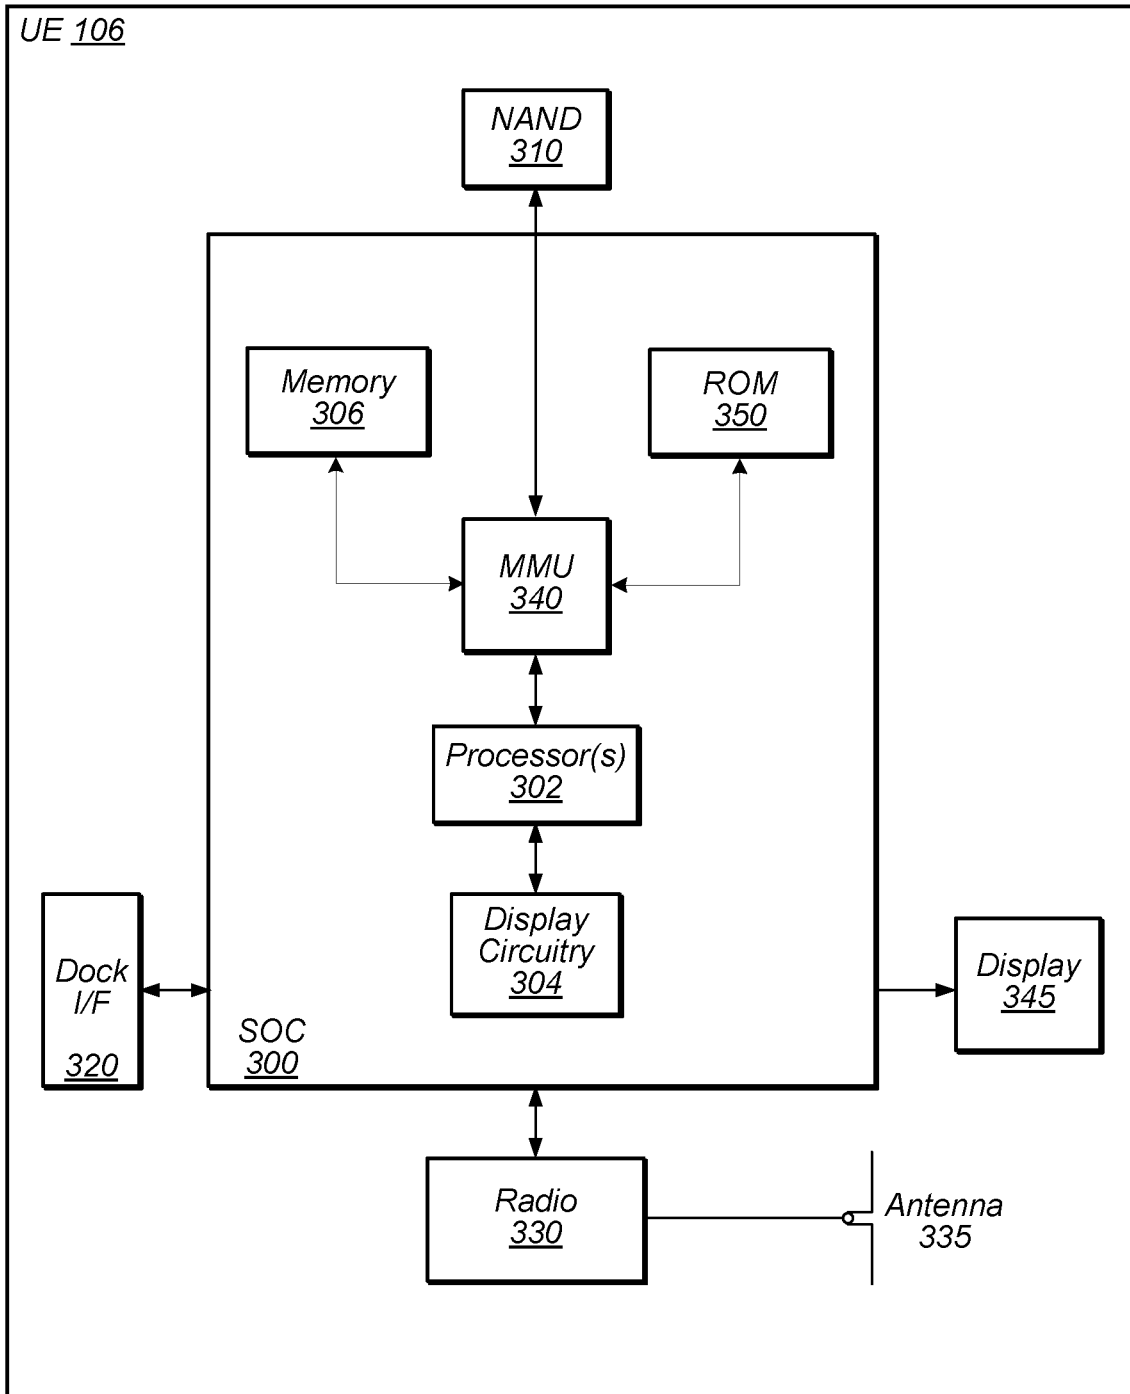 UE 106
NAND
310
Memory
306
ROM
350
MMU
340
Processor(s)
302
Display
Circuitry
304
Dock
I/F
320
SOC
300
Display
345
Radio
330
Antenna
335